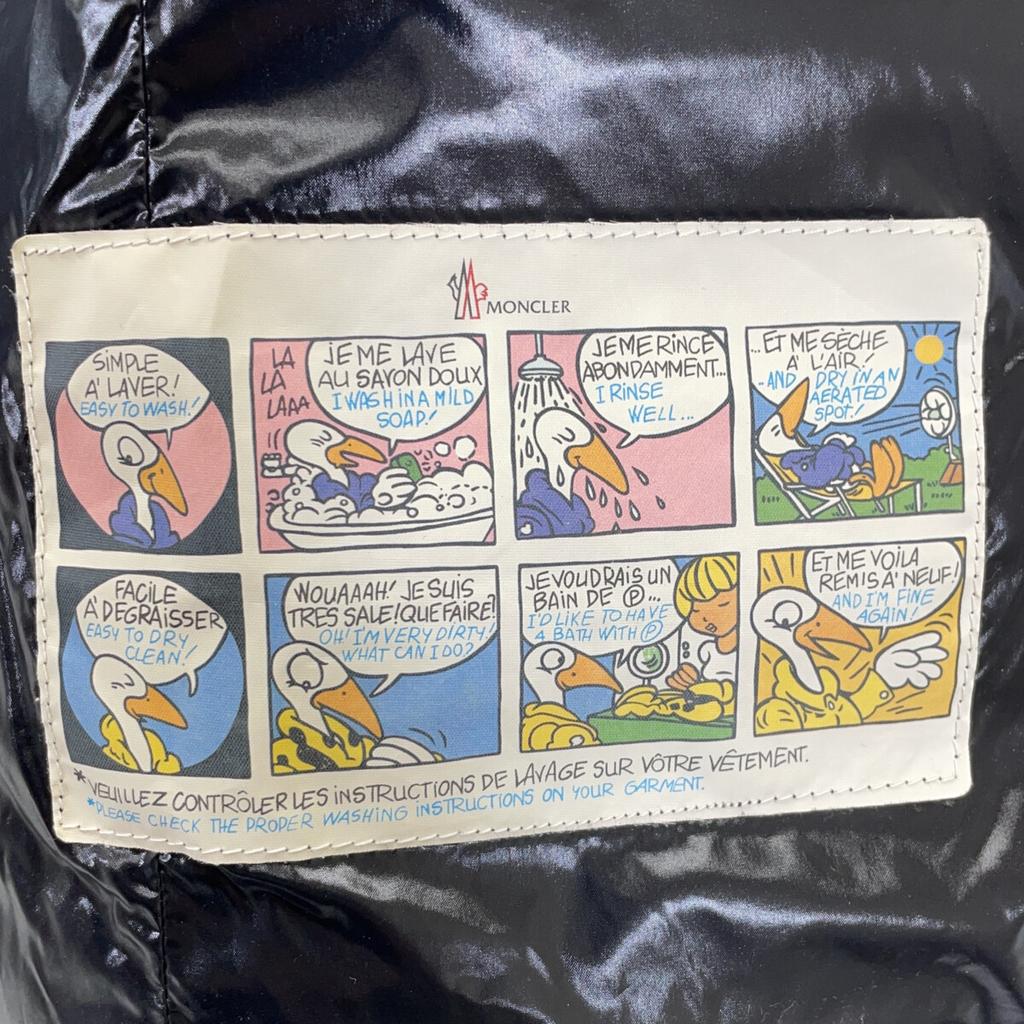 MONCLER
SIMPLE
A' LAVER!
EASY TO WASH!
LA
LÀ
LAAA
JE ME LAVE
AU SAVON DOUX
I WASH IN A MILD
SOAP!
JE ME RINCE
ABONDAMMENT...
I RINSE
WELL...
...ET ME SÈCHE
A' L'AIR!
..AND DRY IN AN
AERATED
SPOT!
FACILE
A' DEGRAISSER
EASY TO DRY
CLEAN!
WOUAAAH! JE SUIS
TRES SALE! QUE FAIRE!
OH! I'M VERY DIRTY!
WHAT CAN I DO?
JE VOUDRAIS UN
BAIN DE Ⓟ...
I'D LIKE TO HAVE
A BATH WITH Ⓟ
ET ME VOILA
REMIS A' NEUF!
AND I'M FINE
AGAIN!
*VEUILLEZ CONTRÔLER LES INSTRUCTIONS DE LAVAGE SUR VÔTRE VÊTEMENT.
*PLEASE CHECK THE PROPER WASHING INSTRUCTIONS ON YOUR GARMENT.